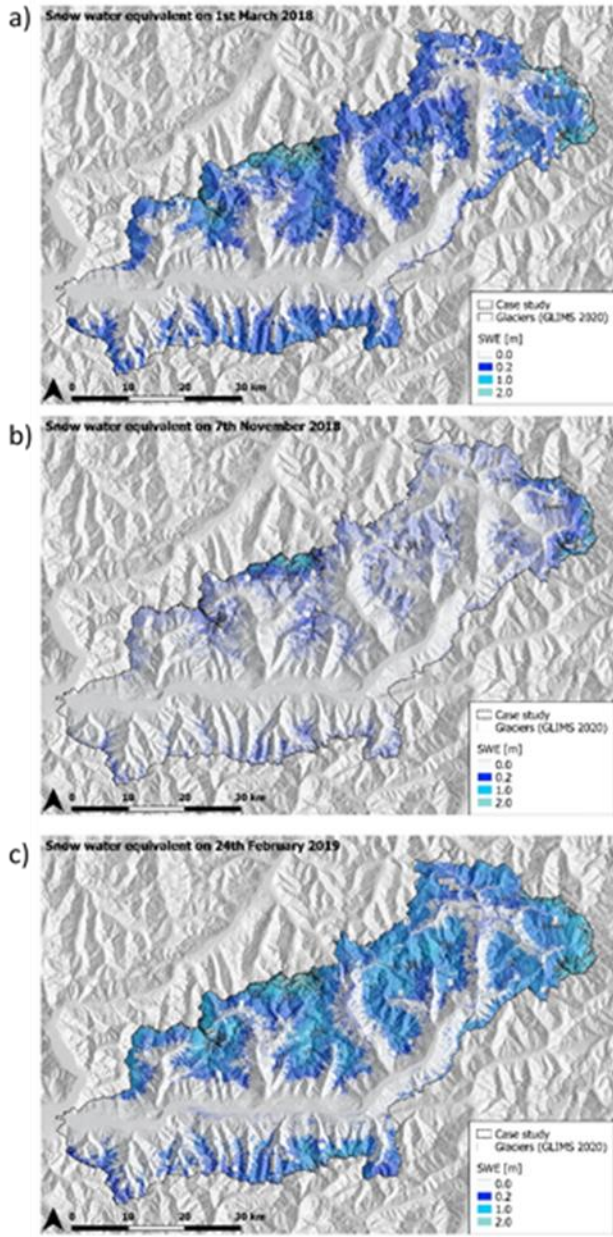 a)
Snow water equivalent on 1st March 2018
Case study
Glaciers (GLIMS 2020)
SWE [m]
0.0
0.2
1.0
2.0
0 10 20 30 km
b)
Snow water equivalent on 7th November 2018
Case study
Glaciers (GLIMS 2020)
SWE [m]
0.0
0.2
1.0
2.0
0 10 20 30 km
c)
Snow water equivalent on 24th February 2019
Case study
Glaciers (GLIMS 2020)
SWE [m]
0.0
0.2
1.0
2.0
0 10 20 30 km